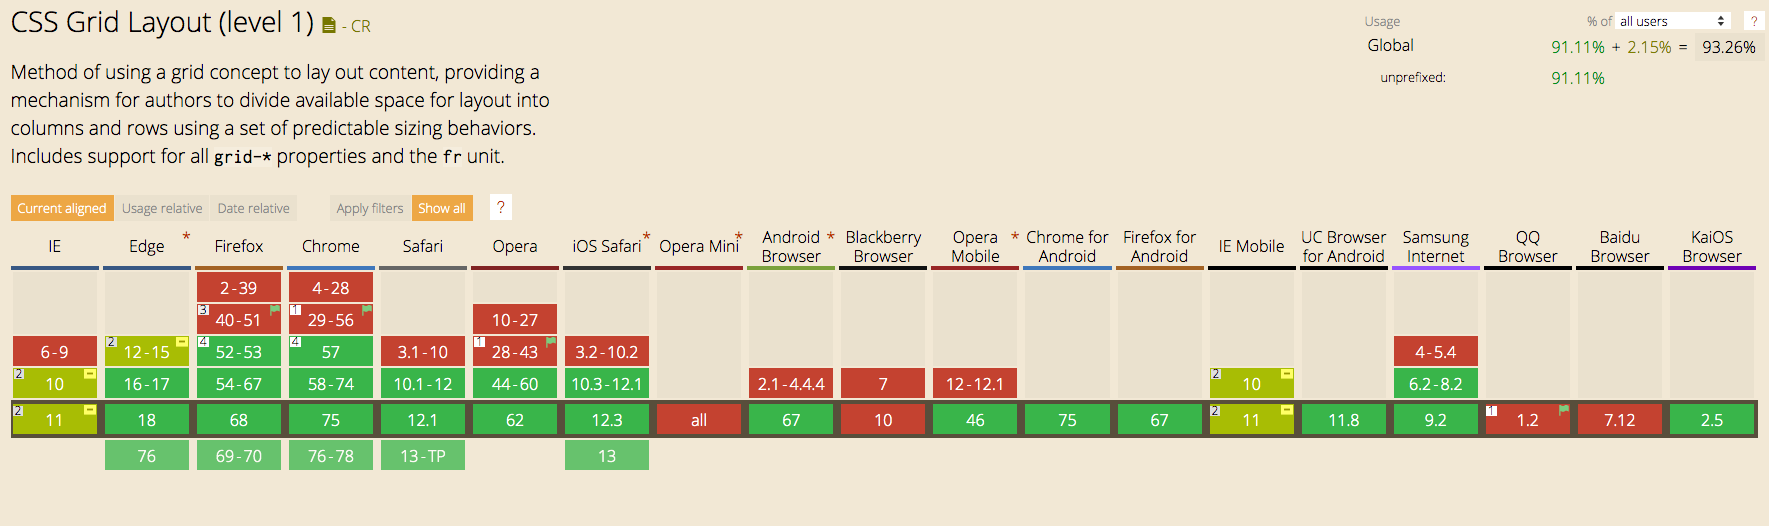 CSS Grid Layout (level 1) - CR
Usage % of all users ?
Global 91.11% + 2.15% = 93.26%
unprefixed: 91.11%
Method of using a grid concept to lay out content, providing a
mechanism for authors to divide available space for layout into
columns and rows using a set of predictable sizing behaviors.
Includes support for all grid-* properties and the fr unit.
Current aligned Usage relative Date relative Apply filters Show all ?
IE Edge * Firefox Chrome Safari Opera iOS Safari * Opera Mini * Android Browser * Blackberry Browser Opera Mobile * Chrome for Android Firefox for Android IE Mobile UC Browser for Android Samsung Internet QQ Browser Baidu Browser KaiOS Browser
2-39 4-28
3 40-51 1 29-56 10-27
6-9 2 12-15 4 52-53 4 57 3.1-10 1 28-43 3.2-10.2 4-5.4
2 10 16-17 54-67 58-74 10.1-12 44-60 10.3-12.1 2.1-4.4.4 7 12-12.1 2 10 6.2-8.2
2 11 18 68 75 12.1 62 12.3 all 67 10 46 75 67 2 11 11.8 9.2 1 1.2 7.12 2.5
76 69-70 76-78 13-TP 13